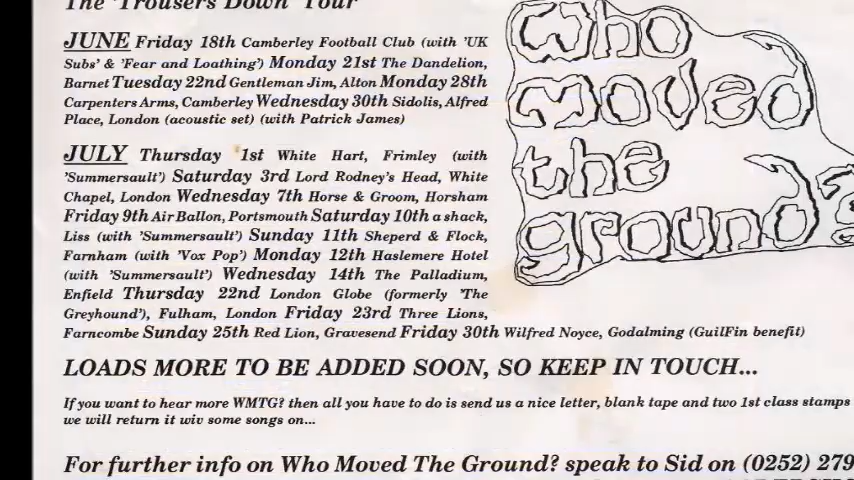 The 'Trousers Down' Tour
JUNE Friday 18th Camberley Football Club (with 'UK
Subs' & 'Fear and Loathing') Monday 21st The Dandelion,
Barnet Tuesday 22nd Gentleman Jim, Alton Monday 28th
Carpenters Arms, Camberley Wednesday 30th Sidolis, Alfred
Place, London (acoustic set) (with Patrick James)
JULY Thursday 1st White Hart, Frimley (with
'Summersault') Saturday 3rd Lord Rodney's Head, White
Chapel, London Wednesday 7th Horse & Groom, Horsham
Friday 9th Air Ballon, Portsmouth Saturday 10th a shack,
Liss (with 'Summersault') Sunday 11th Sheperd & Flock,
Farnham (with 'Vox Pop') Monday 12th Haslemere Hotel
(with 'Summersault') Wednesday 14th The Palladium,
Enfield Thursday 22nd London Globe (formerly 'The
Greyhound'), Fulham, London Friday 23rd Three Lions,
Farncombe Sunday 25th Red Lion, Gravesend Friday 30th Wilfred Noyce, Godalming (GuilFin benefit)
who
moved
the
ground?
LOADS MORE TO BE ADDED SOON, SO KEEP IN TOUCH...
If you want to hear more WMTG? then all you have to do is send us a nice letter, blank tape and two 1st class stamps
we will return it wiv some songs on...
For further info on Who Moved The Ground? speak to Sid on (0252) 279